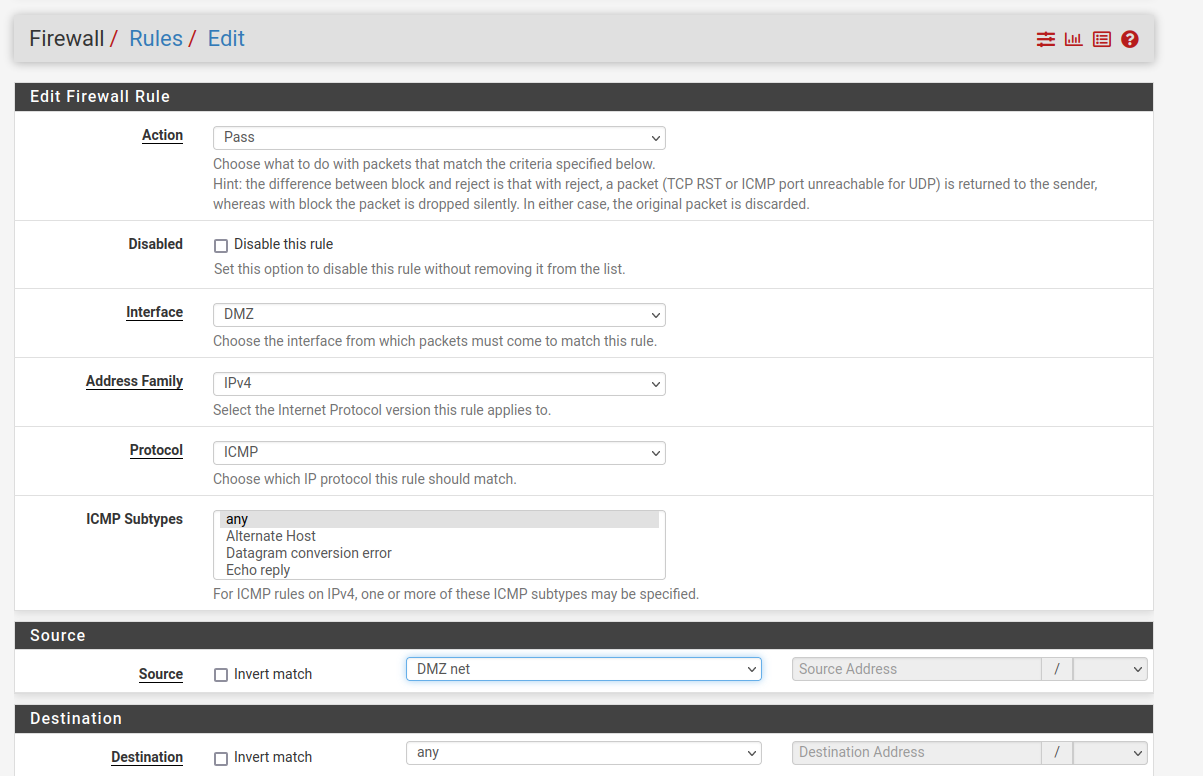 Firewall / Rules / Edit
Edit Firewall Rule
Action
Pass
Choose what to do with packets that match the criteria specified below.
Hint: the difference between block and reject is that with reject, a packet (TCP RST or ICMP port unreachable for UDP) is returned to the sender,
whereas with block the packet is dropped silently. In either case, the original packet is discarded.
Disabled
Disable this rule
Set this option to disable this rule without removing it from the list.
Interface
DMZ
Choose the interface from which packets must come to match this rule.
Address Family
IPv4
Select the Internet Protocol version this rule applies to.
Protocol
ICMP
Choose which IP protocol this rule should match.
ICMP Subtypes
any
Alternate Host
Datagram conversion error
Echo reply
For ICMP rules on IPv4, one or more of these ICMP subtypes may be specified.
Source
Source
Invert match
DMZ net
Source Address
/
Destination
Destination
Invert match
any
Destination Address
/